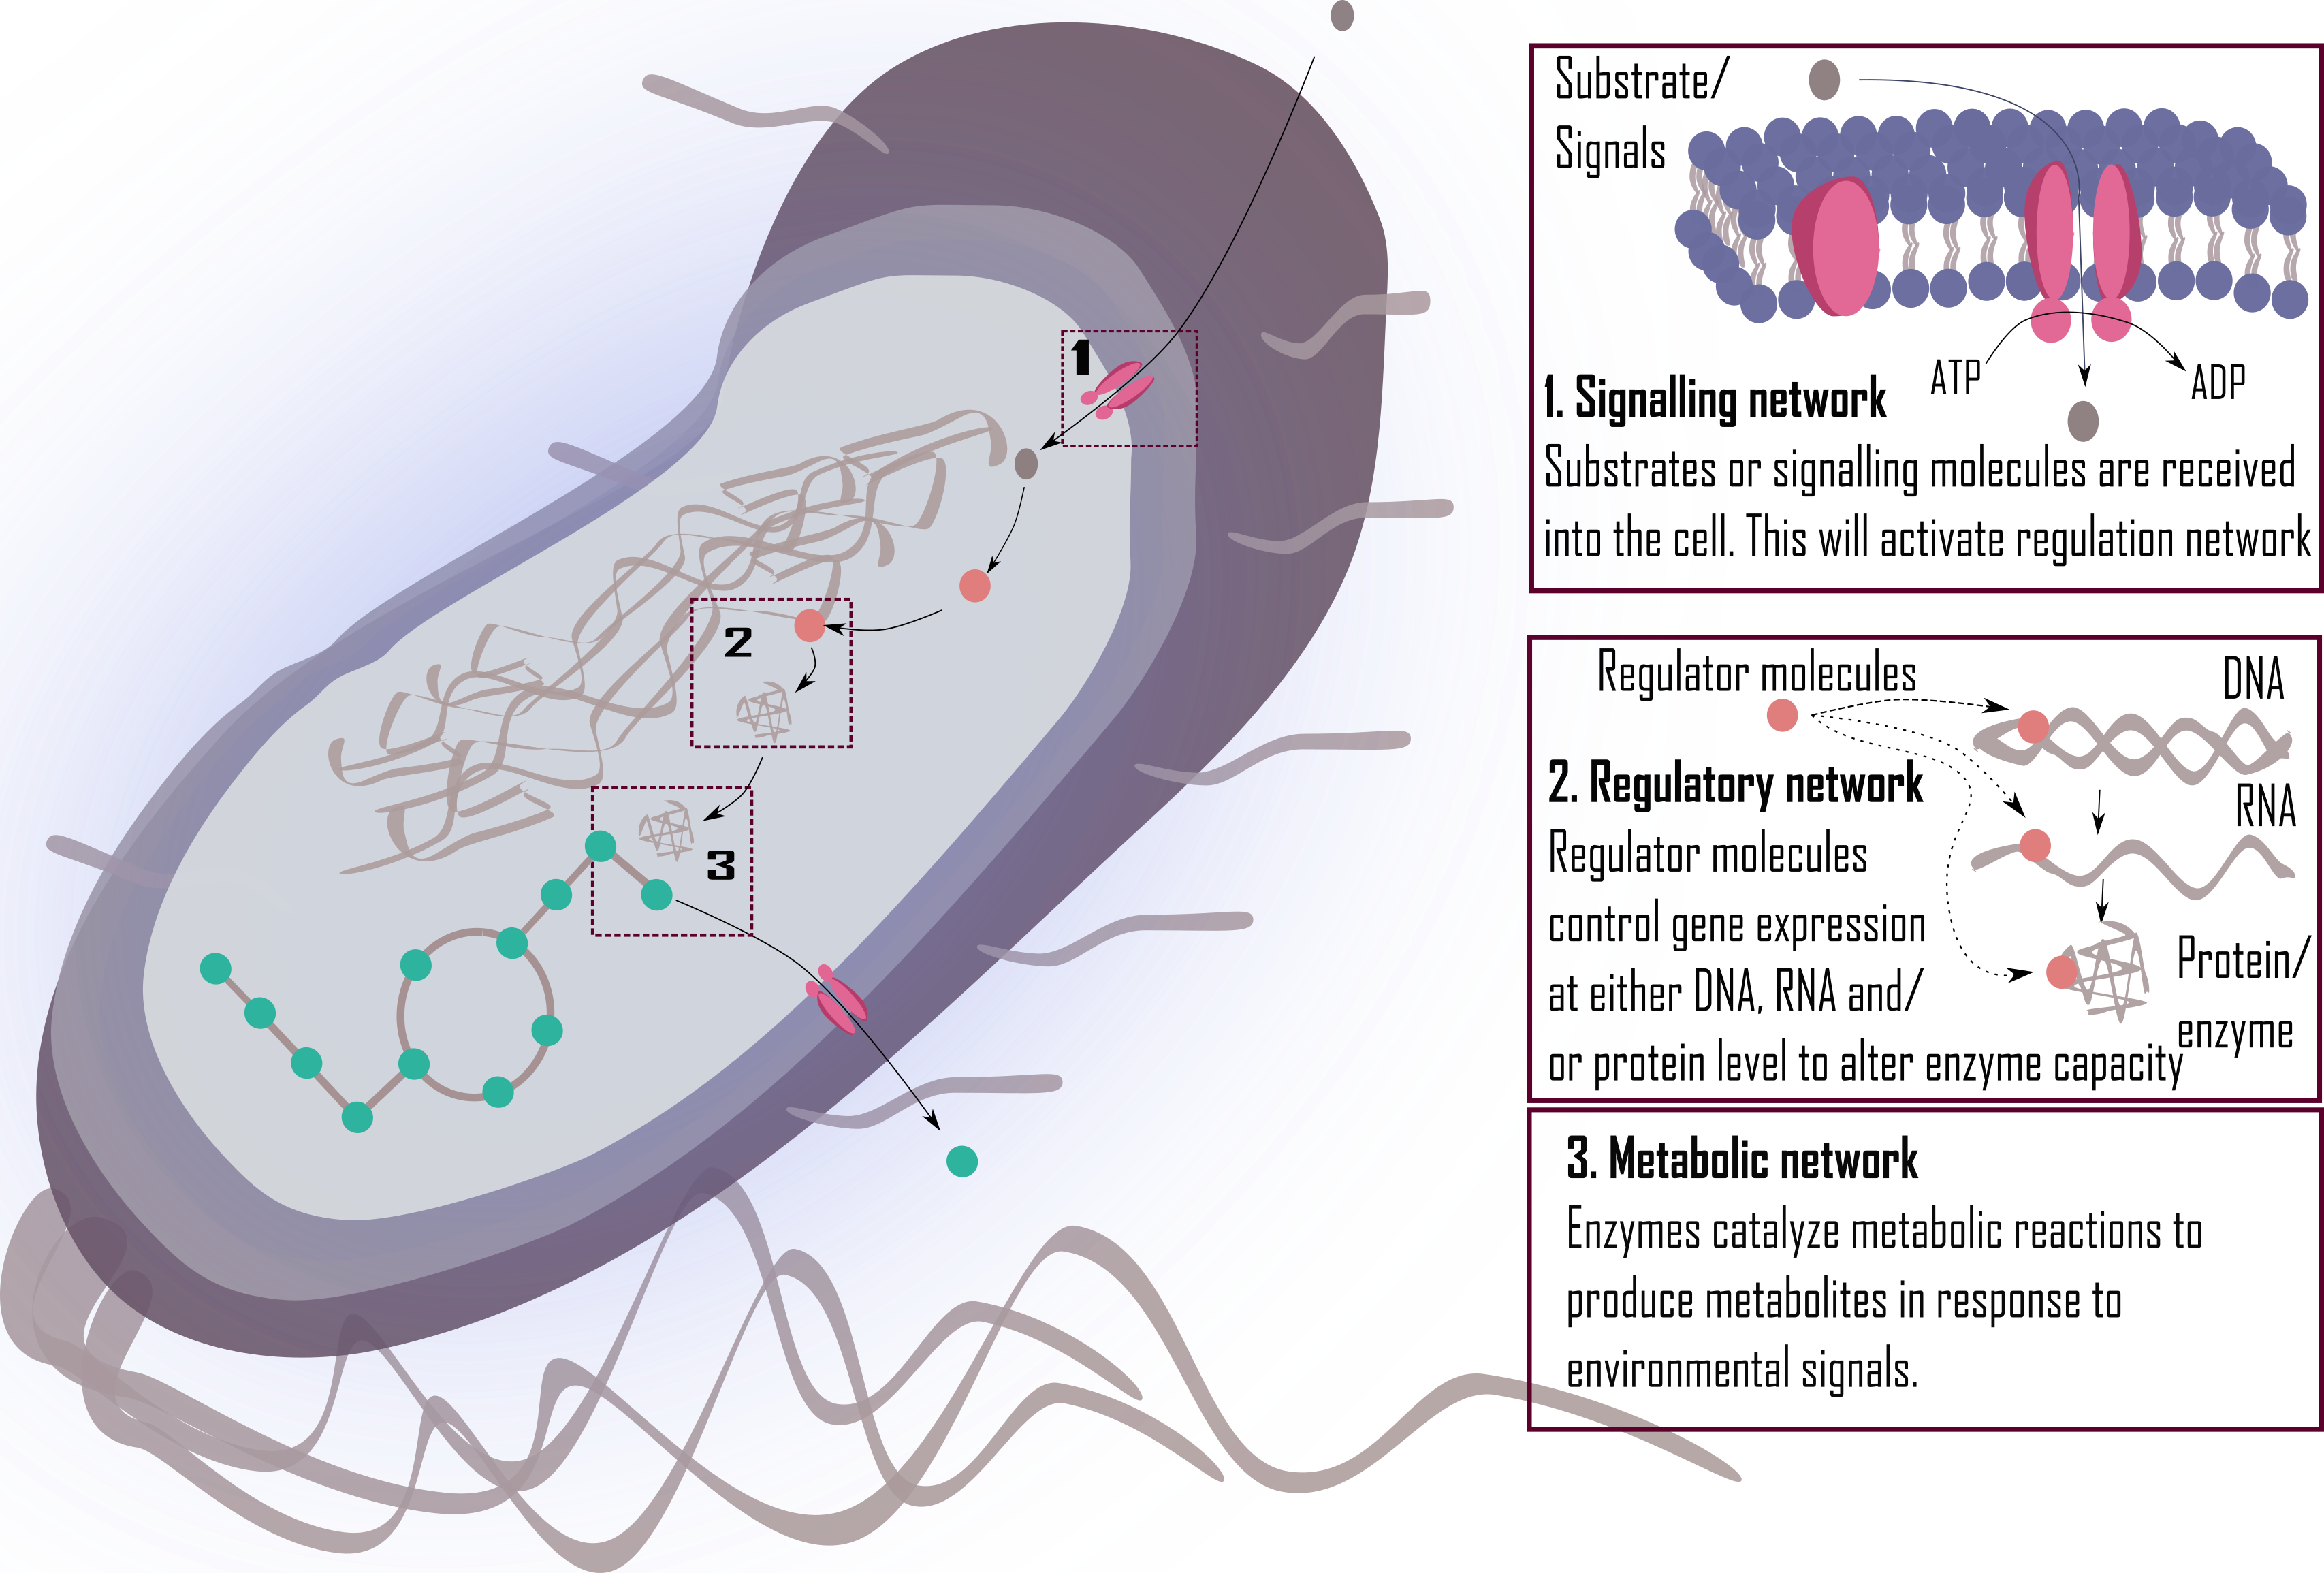 1
2
3
Substrate/
Signals
ATP
ADP
1. Signalling network
Substrates or signalling molecules are received
into the cell. This will activate regulation network
Regulator molecules
DNA
RNA
2. Regulatory network
Regulator molecules
control gene expression
at either DNA, RNA and/
or protein level to alter enzyme capacity
Protein/
enzyme
3. Metabolic network
Enzymes catalyze metabolic reactions to
produce metabolites in response to
environmental signals.